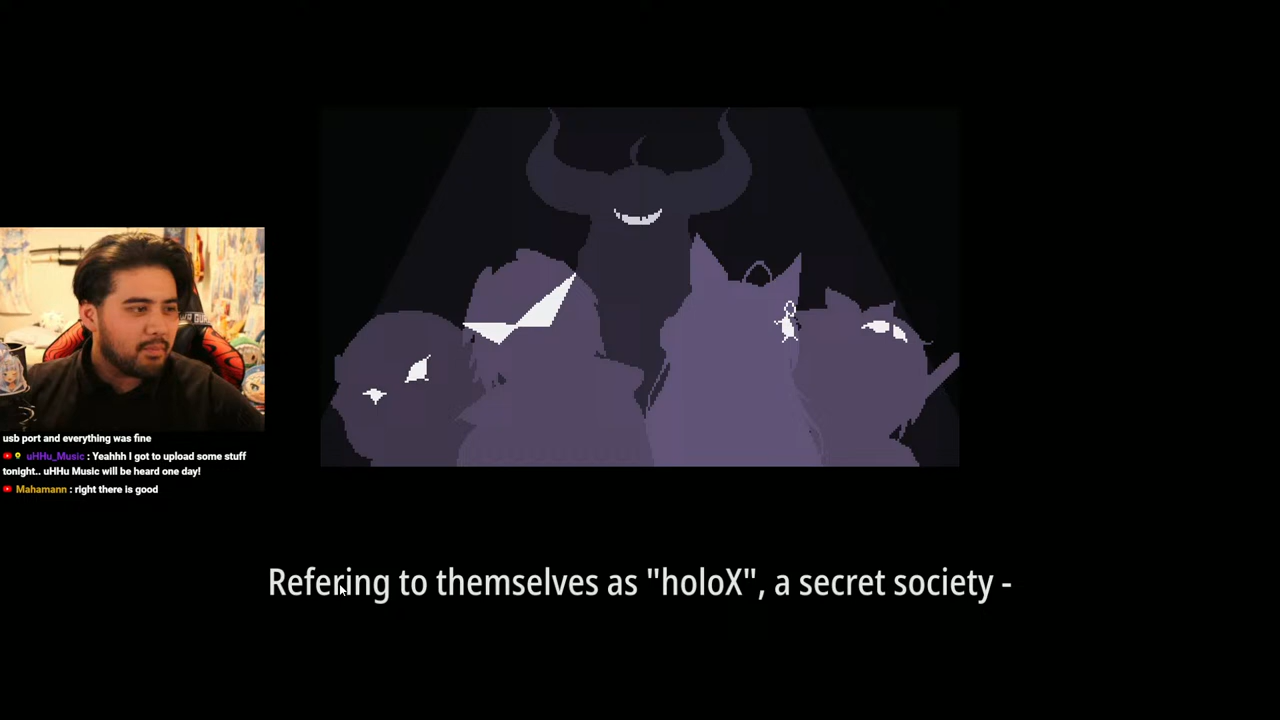 usb port and everything was fine
uHHu_Music : Yeahhh I got to upload some stuff
tonight.. uHHu Music will be heard one day!
Mahamann : right there is good
Refering to themselves as "holoX", a secret society -